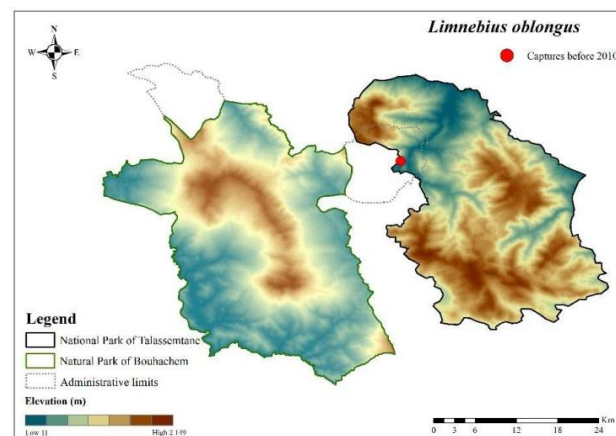 Limnebius oblongus
Captures before 2010
N
W E
S
Legend
National Park of Talassemtane
Natural Park of Bouhachem
Administrative limits
Elevation (m)
Low 11 High 2.149
Km
0 3 6 12 18 24